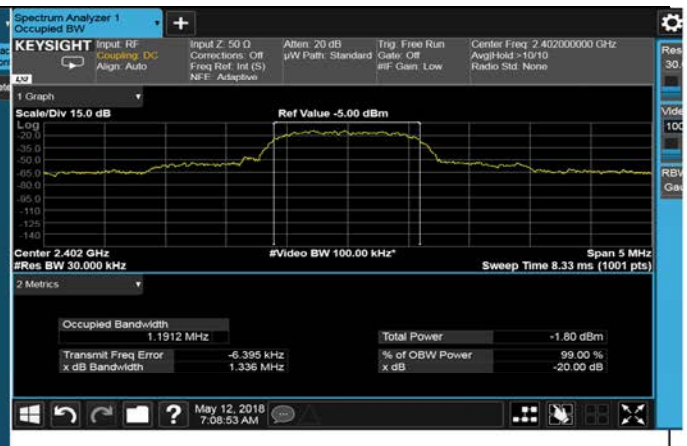 Spectrum Analyzer 1
Occupied BW
KEYSIGHT
Input: RF
Coupling: DC
Align: Auto
Input Z: 50 Ω
Corrections: Off
Freq Ref: Int (S)
NFE: Adaptive
Atten: 20 dB
µW Path: Standard
Trig: Free Run
Gate: Off
#IF Gain: Low
Center Freq: 2.402000000 GHz
Avg|Hold:>10/10
Radio Std: None
1 Graph
Scale/Div 15.0 dB
Ref Value -5.00 dBm
Log
-20.0
-35.0
-50.0
-65.0
-80.0
-95.0
-110
-125
-140
Center 2.402 GHz
#Video BW 100.00 kHz*
Span 5 MHz
#Res BW 30.000 kHz
Sweep Time 8.33 ms (1001 pts)
2 Metrics
Occupied Bandwidth
1.1912 MHz
Total Power
-1.80 dBm
Transmit Freq Error
-6.395 kHz
% of OBW Power
99.00 %
x dB Bandwidth
1.336 MHz
x dB
-20.00 dB
?
May 12, 2018
7:08:53 AM
Res
30.
Vide
100
RBW
Gau